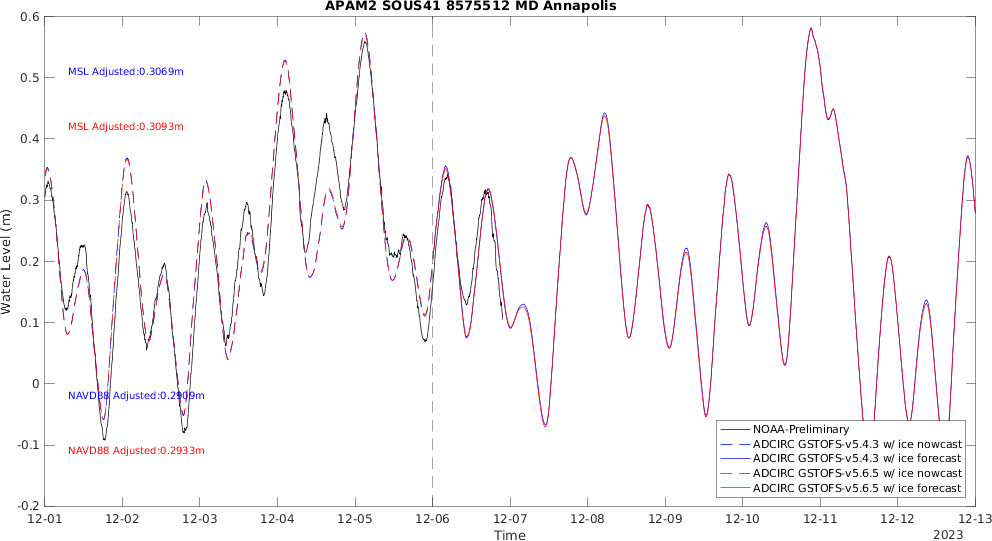 APAM2 SOUS41 8575512 MD Annapolis
0.6
0.5
0.4
0.3
0.2
0.1
0
-0.1
-0.2
Water Level (m)
MSL Adjusted:0.3069m
MSL Adjusted:0.3093m
NAVD88 Adjusted:0.2909m
NAVD88 Adjusted:0.2933m
NOAA-Preliminary
ADCIRC GSTOFS-v5.4.3 w/ ice nowcast
ADCIRC GSTOFS-v5.4.3 w/ ice forecast
ADCIRC GSTOFS-v5.6.5 w/ ice nowcast
ADCIRC GSTOFS-v5.6.5 w/ ice forecast
12-01 12-02 12-03 12-04 12-05 12-06 12-07 12-08 12-09 12-10 12-11 12-12 12-13
Time
2023